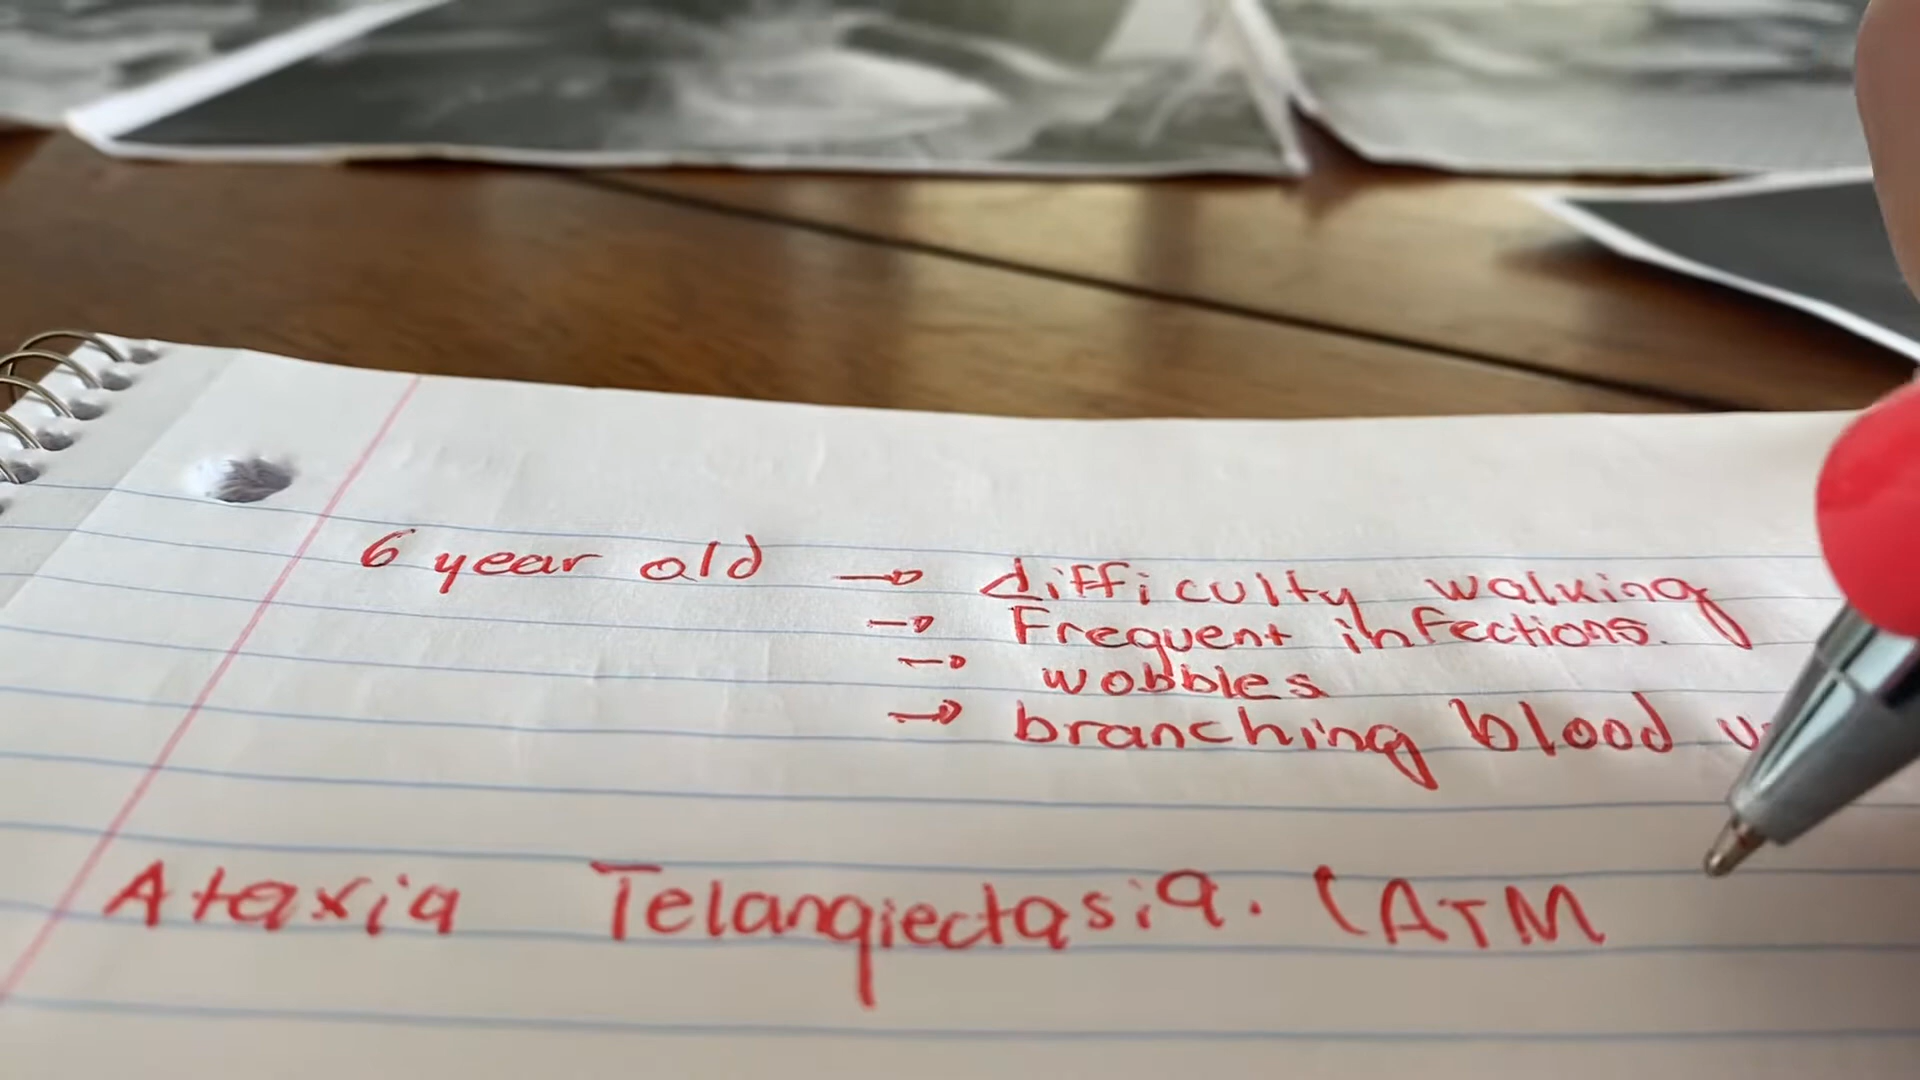 6 year old → difficulty walking
→ Frequent infections.
→ wobbles
→ branching blood
Ataxia Telangiectasia. (ATM